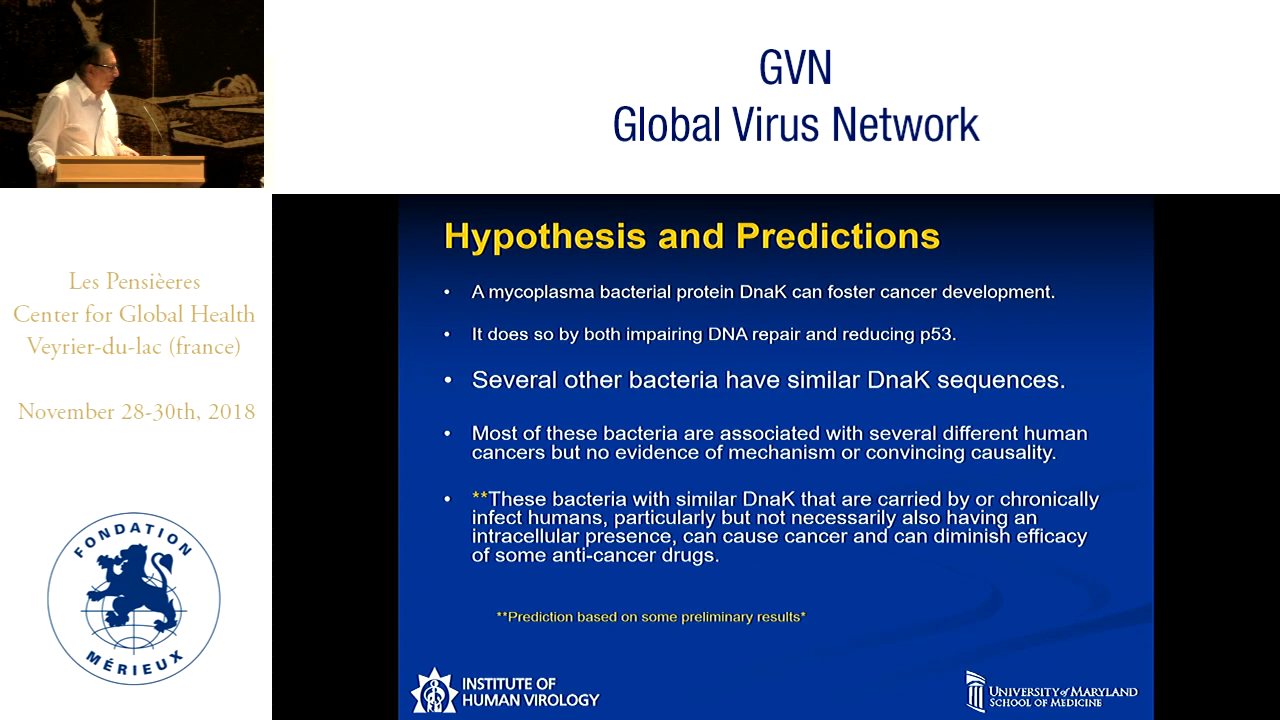 GVN
Global Virus Network
Les Pensièeres
Center for Global Health
Veyrier-du-lac (france)
November 28-30th, 2018
FONDATION
MÉRIEUX
Hypothesis and Predictions
• A mycoplasma bacterial protein DnaK can foster cancer development.
• It does so by both impairing DNA repair and reducing p53.
• Several other bacteria have similar DnaK sequences.
• Most of these bacteria are associated with several different human
cancers but no evidence of mechanism or convincing causality.
• **These bacteria with similar DnaK that are carried by or chronically
infect humans, particularly but not necessarily also having an
intracellular presence, can cause cancer and can diminish efficacy
of some anti-cancer drugs.
**Prediction based on some preliminary results*
INSTITUTE OF
HUMAN VIROLOGY
UNIVERSITY of MARYLAND
SCHOOL OF MEDICINE